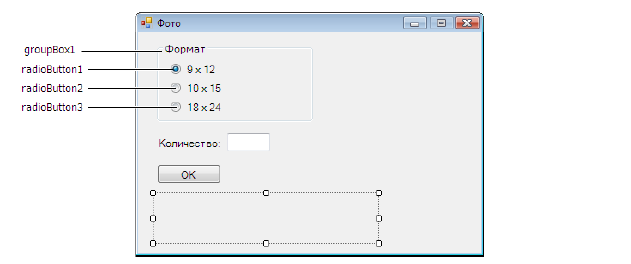 Фото
groupBox1
Формат
radioButton1
9 x 12
radioButton2
10 x 15
radioButton3
18 x 24
Количество:
OK